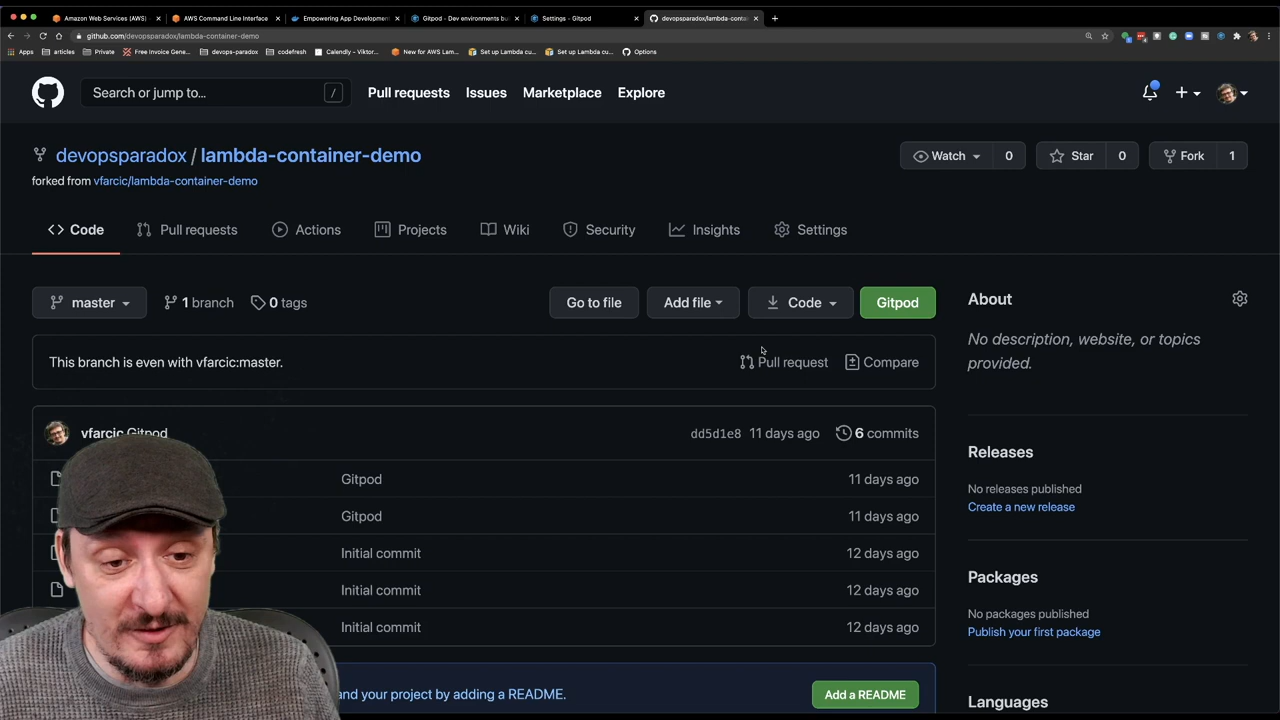 Amazon Web Services (AWS)
AWS Command Line Interface
Empowering App Developmen
Gitpod - Dev environments bu
Settings - Gitpod
devopsparadox/lambda-contain
github.com/devopsparadox/lambda-container-demo
Apps
articles
Private
Free Invoice Gene...
devops-paradox
codefresh
Calendly - Viktor...
New for AWS Lam...
Set up Lambda cu...
Set up Lambda cu...
Options
Search or jump to...
/
Pull requests
Issues
Marketplace
Explore
devopsparadox / lambda-container-demo
forked from vfarcic/lambda-container-demo
Watch 0
Star 0
Fork 1
Code
Pull requests
Actions
Projects
Wiki
Security
Insights
Settings
master
1 branch
0 tags
Go to file
Add file
Code
Gitpod
This branch is even with vfarcic:master.
Pull request
Compare
vfarcic Gitpod
dd5d1e8 11 days ago
6 commits
Gitpod
11 days ago
Gitpod
11 days ago
Initial commit
12 days ago
Initial commit
12 days ago
Initial commit
12 days ago
and your project by adding a README.
Add a README
About
No description, website, or topics
provided.
Releases
No releases published
Create a new release
Packages
No packages published
Publish your first package
Languages